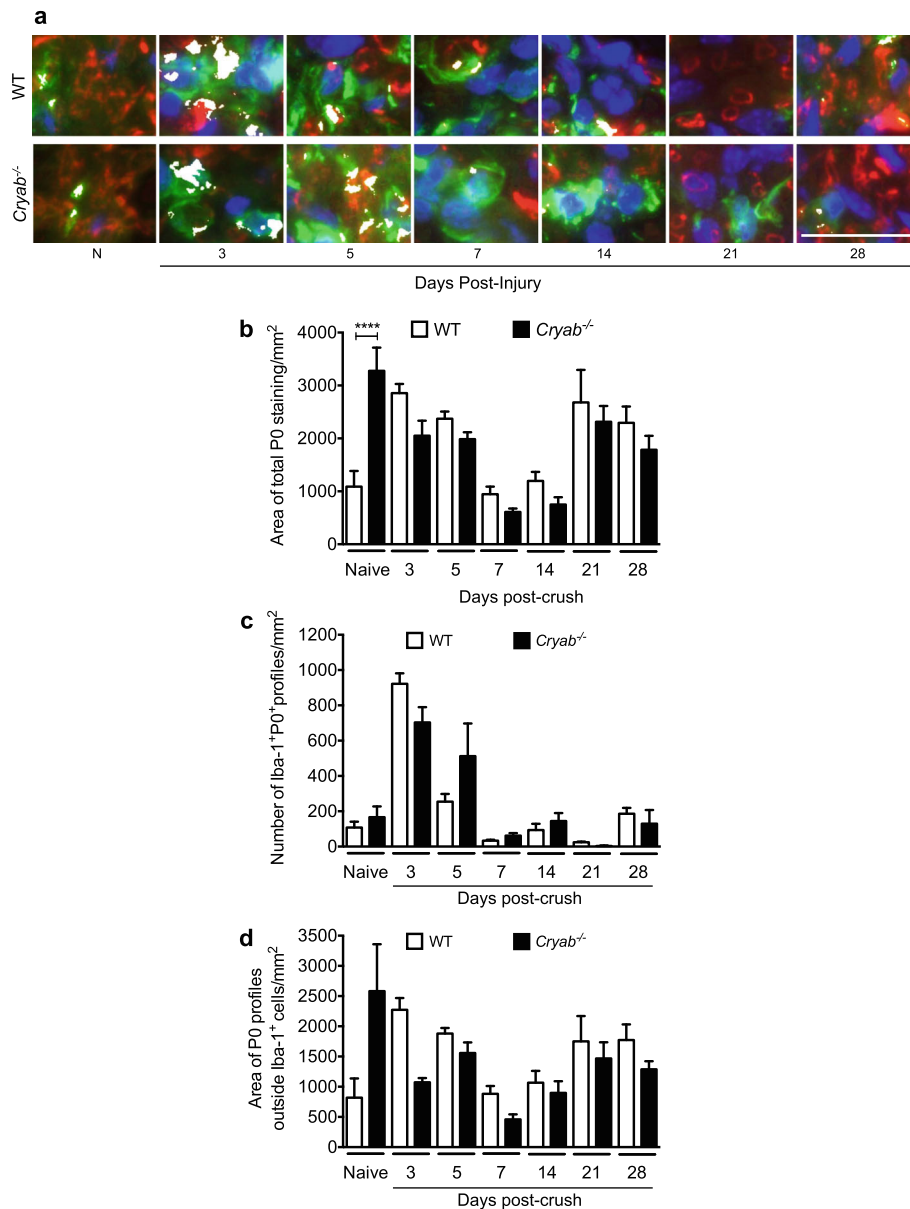 a
WT
Cryab-/-
N 3 5 7 14 21 28
Days Post-Injury
b
WT Cryab-/-
****
Area of total P0 staining/mm2
4000
3000
2000
1000
0
Naive 3 5 7 14 21 28
Days post-crush
c
WT Cryab-/-
Number of Iba-1+P0+profiles/mm2
1200
1000
800
600
400
200
0
Naive 3 5 7 14 21 28
Days post-crush
d
WT Cryab-/-
Area of P0 profiles
outside Iba-1+ cells/mm2
3500
3000
2500
2000
1500
1000
500
0
Naive 3 5 7 14 21 28
Days post-crush